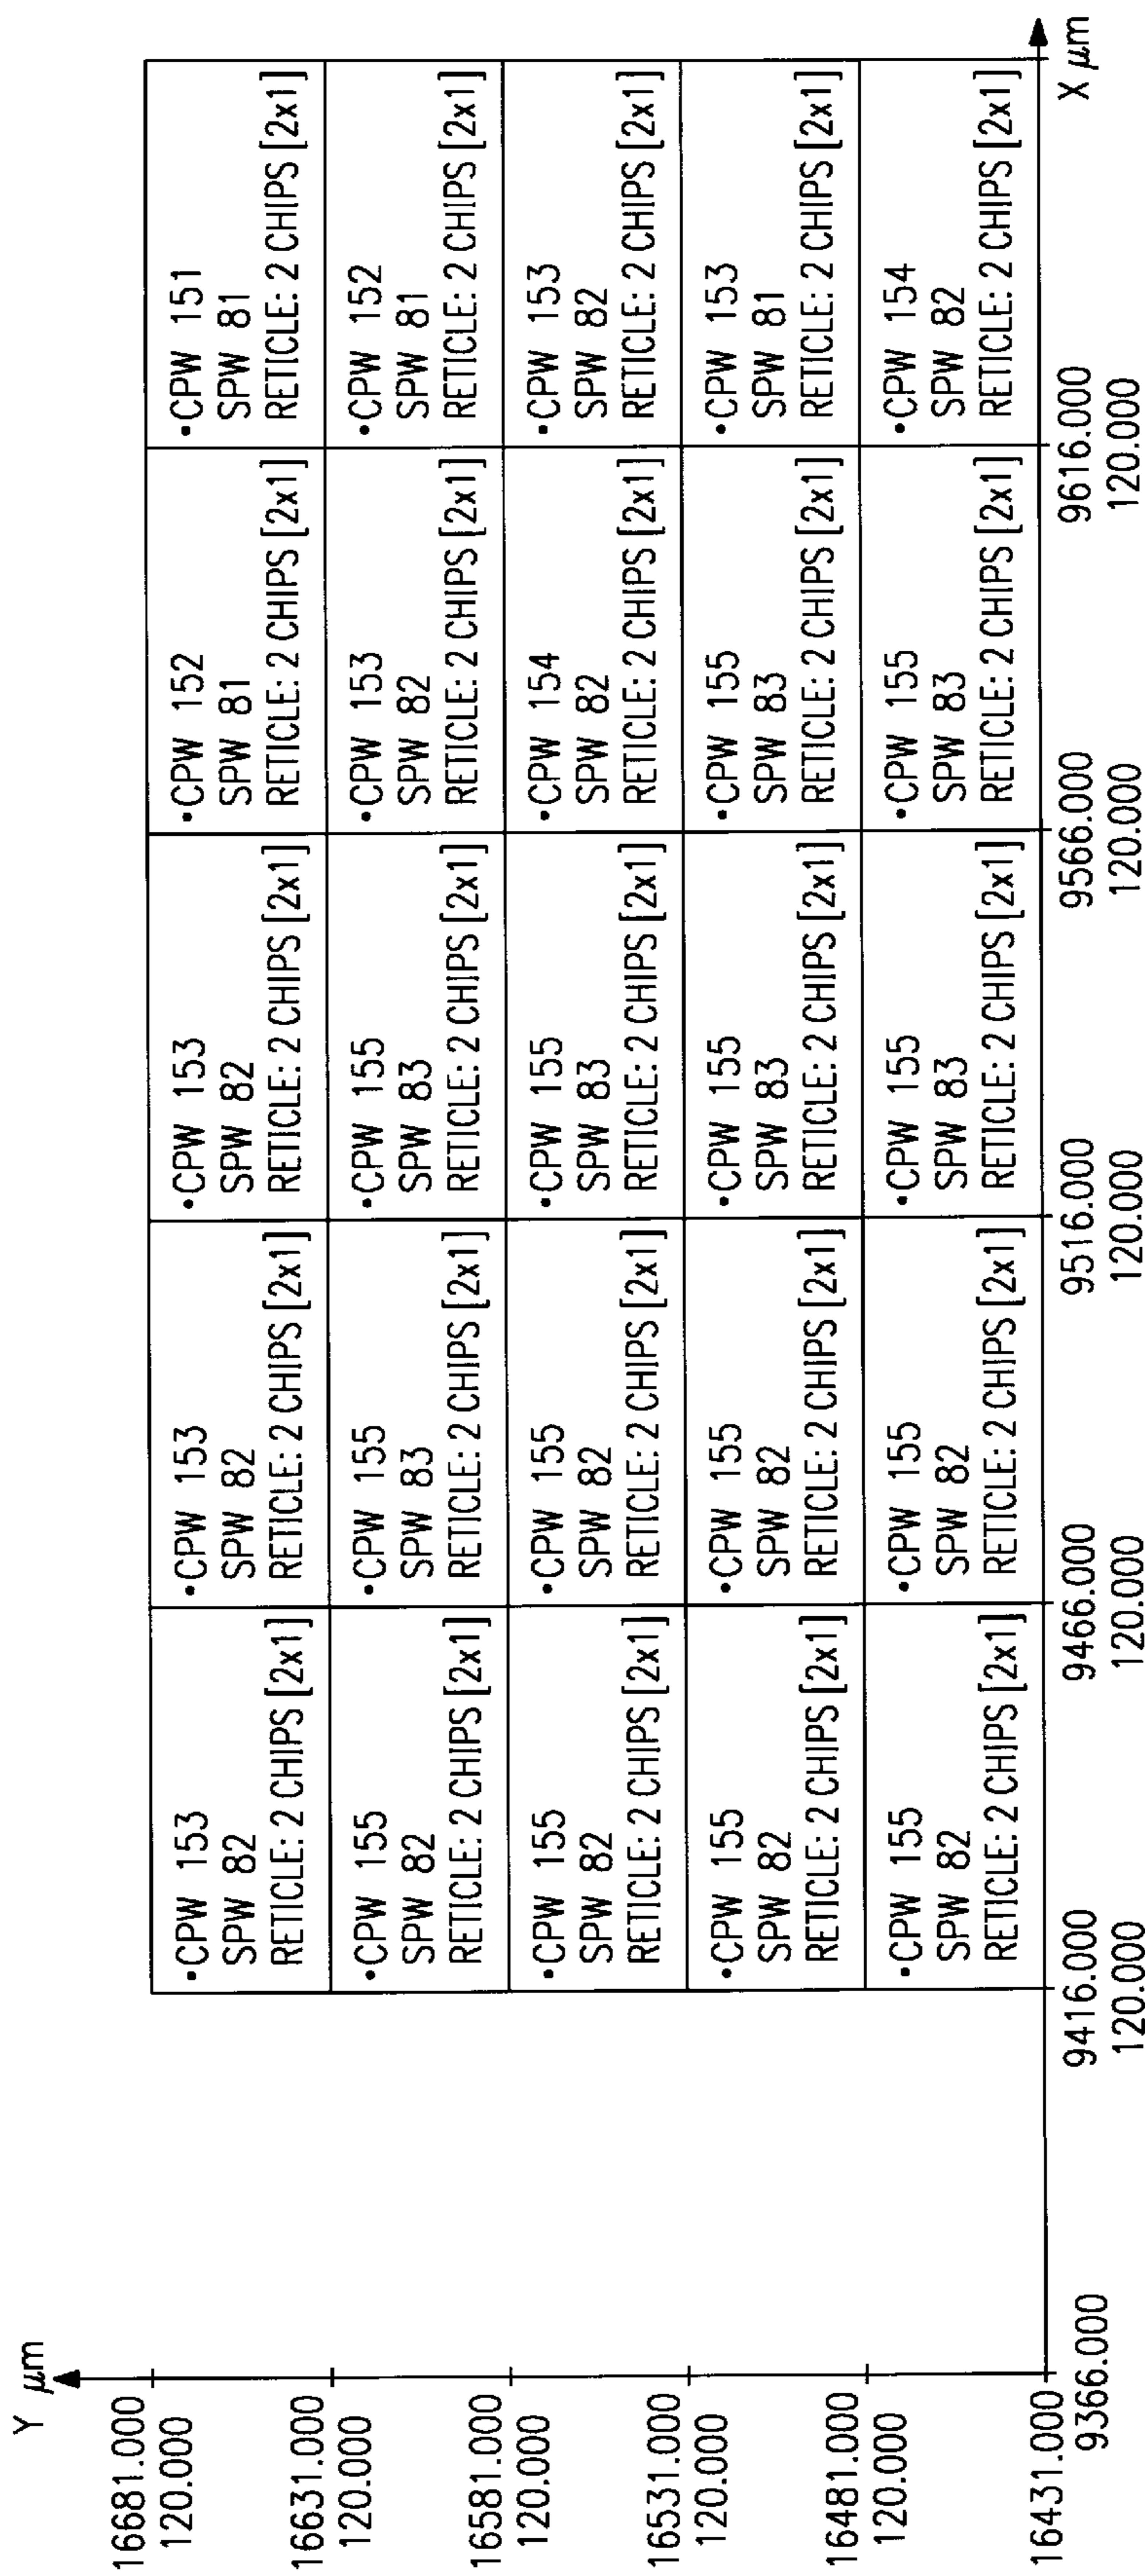 Y μm
16681.000
120.000
•CPW 153
SPW 82
RETICLE: 2 CHIPS [2x1]
•CPW 153
SPW 82
RETICLE: 2 CHIPS [2x1]
•CPW 153
SPW 82
RETICLE: 2 CHIPS [2x1]
•CPW 152
SPW 81
RETICLE: 2 CHIPS [2x1]
•CPW 151
SPW 81
RETICLE: 2 CHIPS [2x1]
16631.000
120.000
•CPW 155
SPW 82
RETICLE: 2 CHIPS [2x1]
•CPW 155
SPW 83
RETICLE: 2 CHIPS [2x1]
•CPW 155
SPW 83
RETICLE: 2 CHIPS [2x1]
•CPW 153
SPW 82
RETICLE: 2 CHIPS [2x1]
•CPW 152
SPW 81
RETICLE: 2 CHIPS [2x1]
16581.000
120.000
•CPW 155
SPW 82
RETICLE: 2 CHIPS [2x1]
•CPW 155
SPW 82
RETICLE: 2 CHIPS [2x1]
•CPW 155
SPW 83
RETICLE: 2 CHIPS [2x1]
•CPW 154
SPW 82
RETICLE: 2 CHIPS [2x1]
•CPW 153
SPW 82
RETICLE: 2 CHIPS [2x1]
16531.000
120.000
•CPW 155
SPW 82
RETICLE: 2 CHIPS [2x1]
•CPW 155
SPW 82
RETICLE: 2 CHIPS [2x1]
•CPW 155
SPW 83
RETICLE: 2 CHIPS [2x1]
•CPW 155
SPW 83
RETICLE: 2 CHIPS [2x1]
•CPW 153
SPW 81
RETICLE: 2 CHIPS [2x1]
16481.000
120.000
•CPW 155
SPW 82
RETICLE: 2 CHIPS [2x1]
•CPW 155
SPW 82
RETICLE: 2 CHIPS [2x1]
•CPW 155
SPW 83
RETICLE: 2 CHIPS [2x1]
•CPW 155
SPW 83
RETICLE: 2 CHIPS [2x1]
•CPW 154
SPW 82
RETICLE: 2 CHIPS [2x1]
16431.000
9366.000
9416.000
120.000
9466.000
120.000
9516.000
120.000
9566.000
120.000
9616.000
120.000
X μm